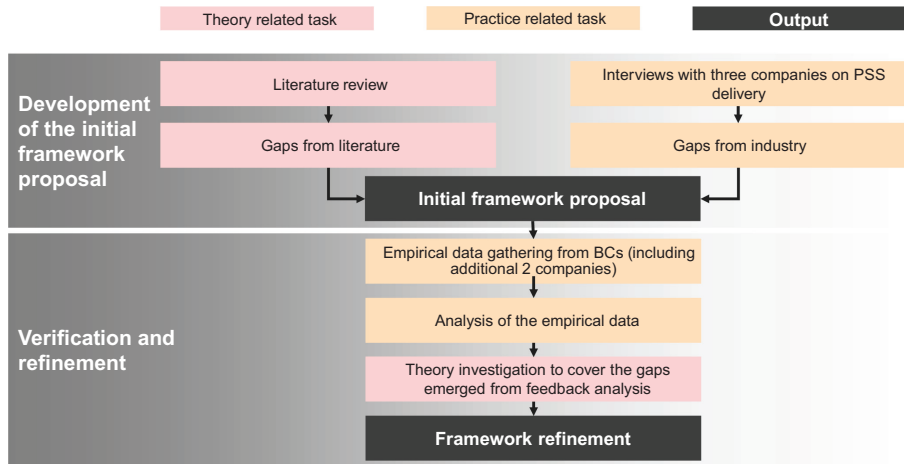 Theory related task
Practice related task
Output
Development
of the initial
framework
proposal
Literature review
Interviews with three companies on PSS
delivery
Gaps from literature
Gaps from industry
Initial framework proposal
Verification and
refinement
Empirical data gathering from BCs (including
additional 2 companies)
Analysis of the empirical data
Theory investigation to cover the gaps
emerged from feedback analysis
Framework refinement